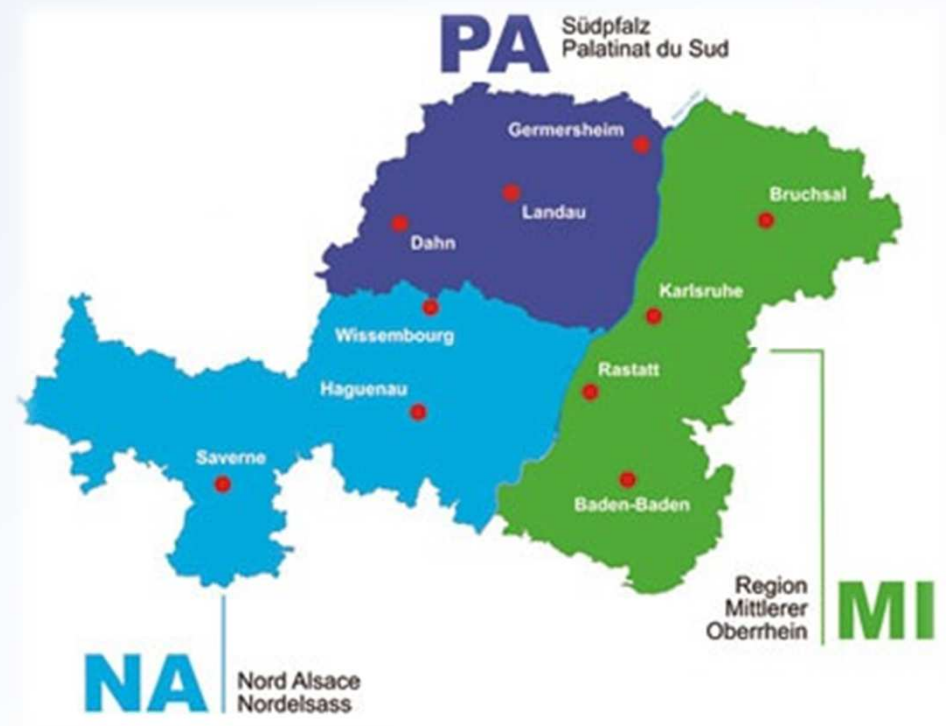 PA
Südpfalz
Palatinat du Sud
Germersheim
Landau
Dahn
Bruchsal
Karlsruhe
Wissembourg
Rastatt
Haguenau
Saverne
Baden-Baden
Region
Mittlerer
Oberrhein
MI
NA
Nord Alsace
Nordelsass